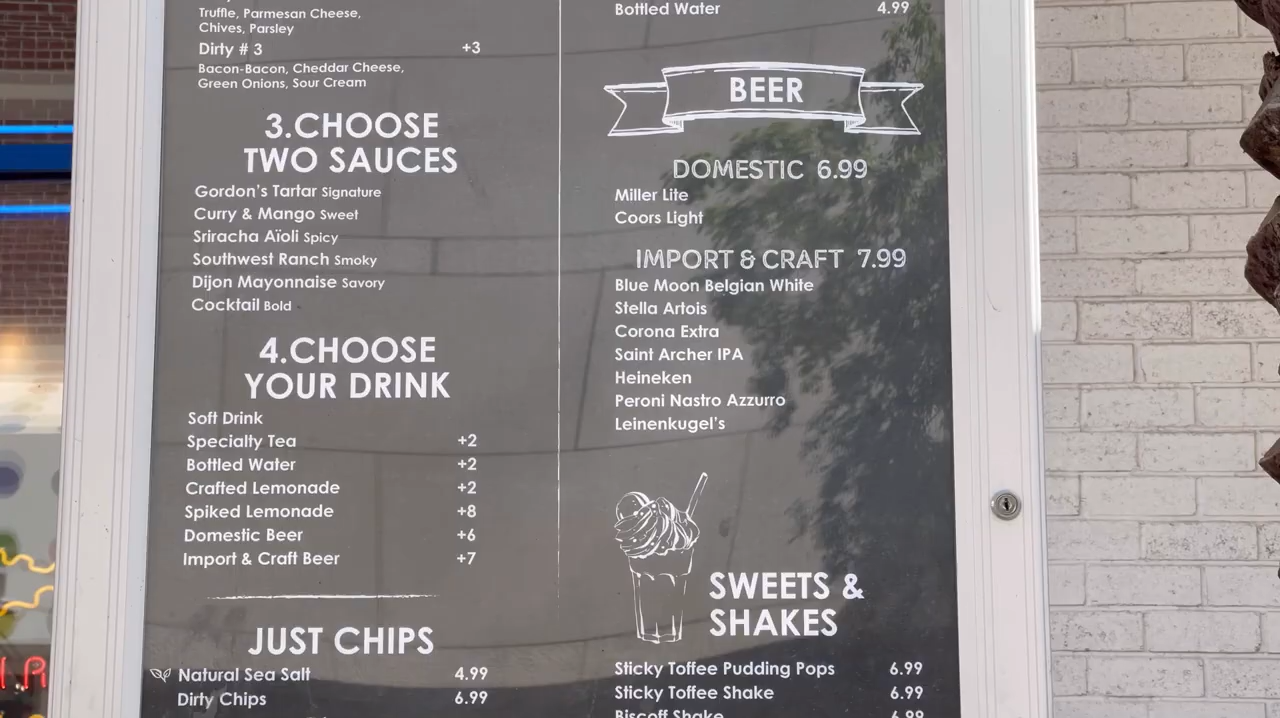 Truffle, Parmesan Cheese,
Chives, Parsley
Dirty # 3 +3
Bacon-Bacon, Cheddar Cheese,
Green Onions, Sour Cream
3.CHOOSE
TWO SAUCES
Gordon's Tartar Signature
Curry & Mango Sweet
Sriracha Aïoli Spicy
Southwest Ranch Smoky
Dijon Mayonnaise Savory
Cocktail Bold
4.CHOOSE
YOUR DRINK
Soft Drink
Specialty Tea +2
Bottled Water +2
Crafted Lemonade +2
Spiked Lemonade +8
Domestic Beer +6
Import & Craft Beer +7
JUST CHIPS
Natural Sea Salt 4.99
Dirty Chips 6.99
Bottled Water 4.99
BEER
DOMESTIC 6.99
Miller Lite
Coors Light
IMPORT & CRAFT 7.99
Blue Moon Belgian White
Stella Artois
Corona Extra
Saint Archer IPA
Heineken
Peroni Nastro Azzurro
Leinenkugel's
SWEETS &
SHAKES
Sticky Toffee Pudding Pops 6.99
Sticky Toffee Shake 6.99
Biscoff Shake 6.99